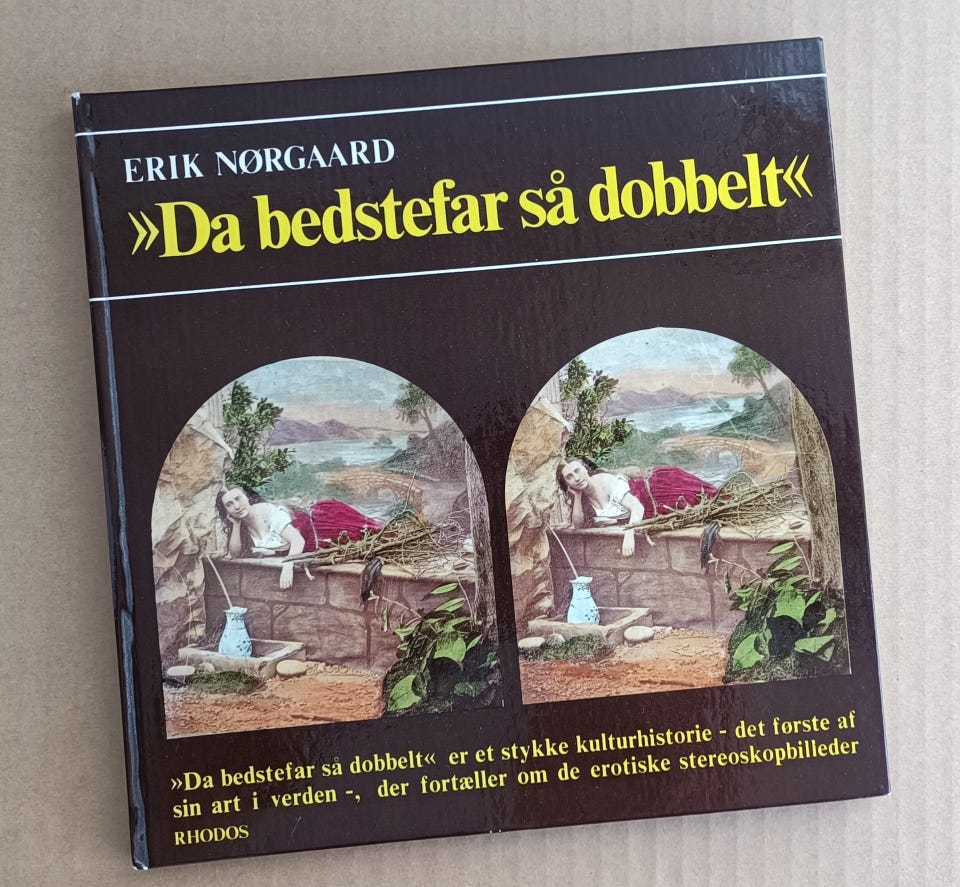 ERIK NØRGAARD
»Da bedstefar så dobbelt«
»Da bedstefar så dobbelt« er et stykke kulturhistorie - det første af
sin art i verden -, der fortæller om de erotiske stereoskopbilleder
RHODOS